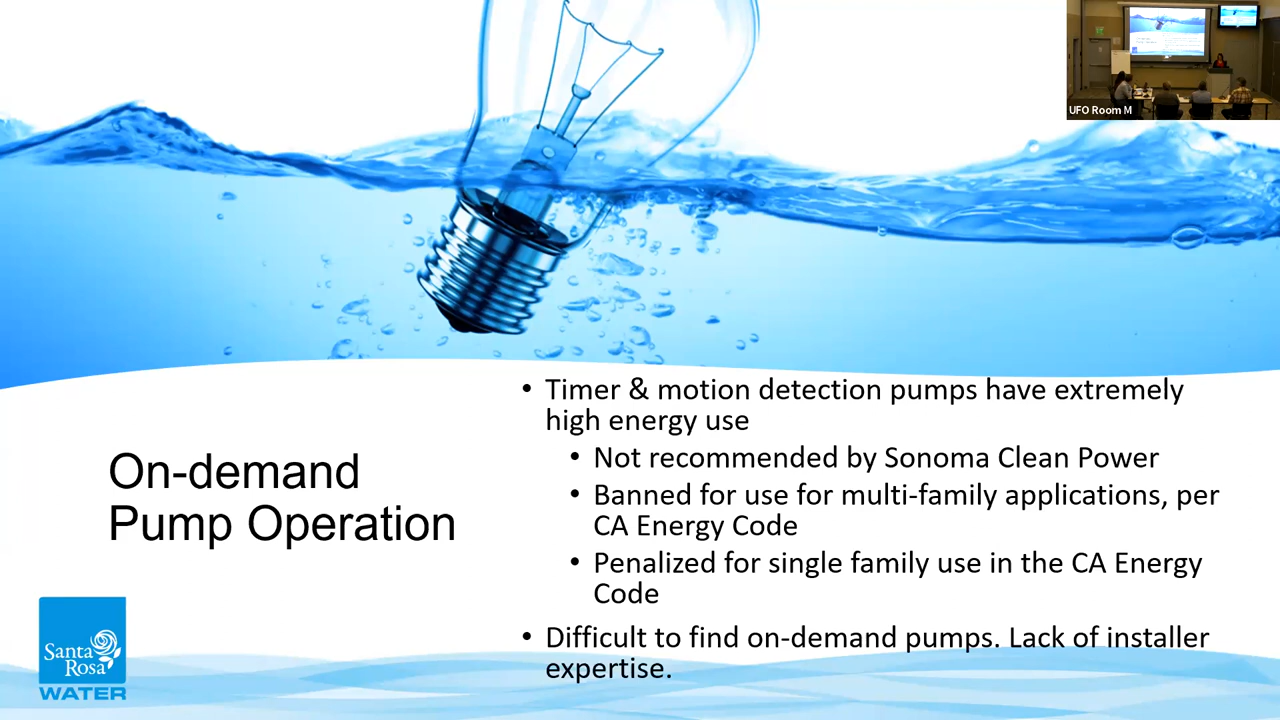 UFO Room M
On-demand
Pump Operation
• Timer & motion detection pumps have extremely
high energy use
• Not recommended by Sonoma Clean Power
• Banned for use for multi-family applications, per
CA Energy Code
• Penalized for single family use in the CA Energy
Code
• Difficult to find on-demand pumps. Lack of installer
expertise.
Santa
Rosa
WATER